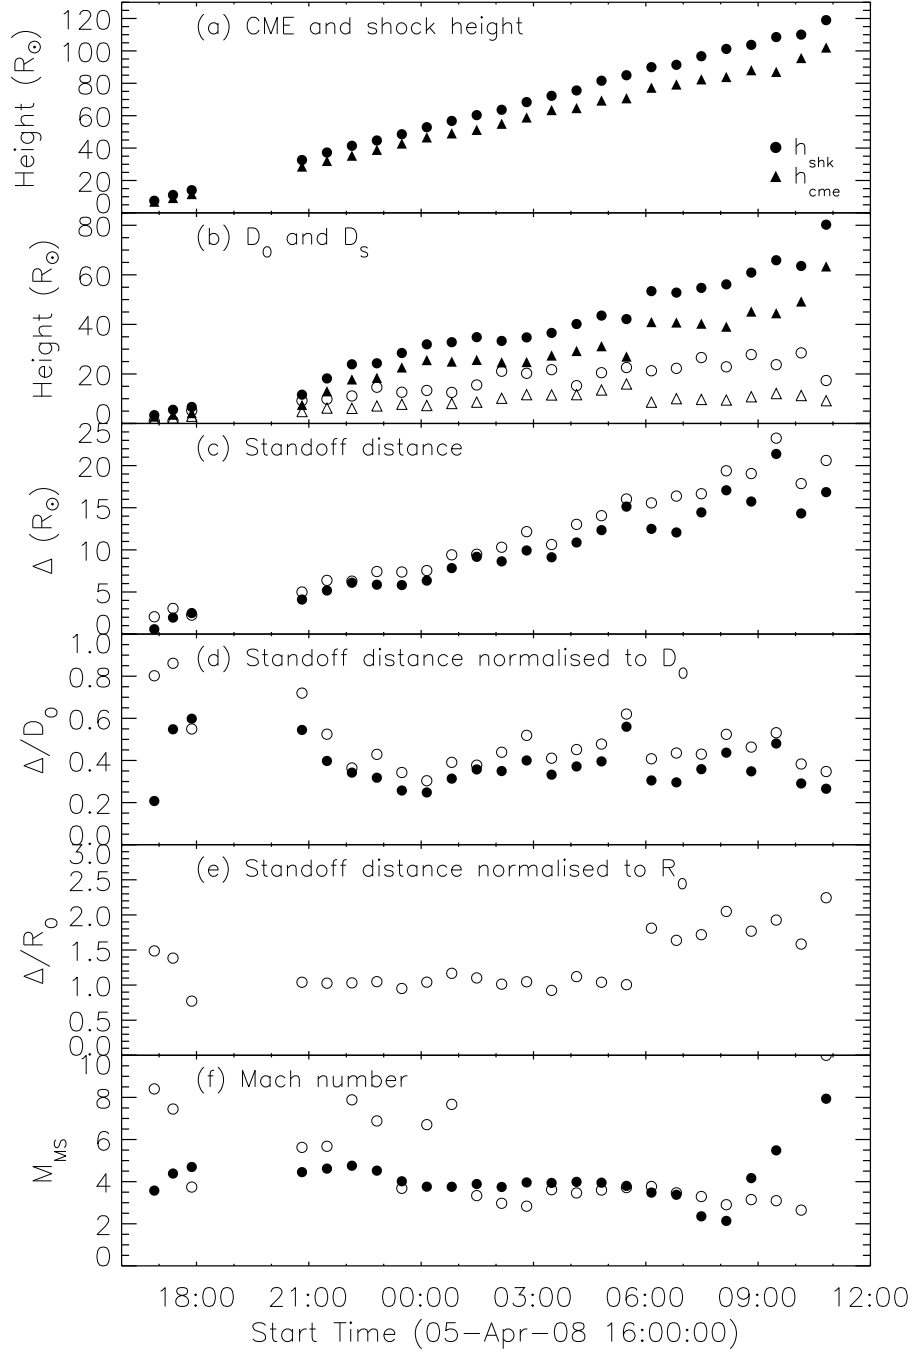 (a) CME and shock height
Height (R⊙)
120
100
80
60
40
20
0
h_shk
h_cme
(b) D_0 and D_S
Height (R⊙)
80
60
40
20
0
(c) Standoff distance
Δ (R⊙)
25
20
15
10
5
0
(d) Standoff distance normalised to D_0
Δ/D_0
1.0
0.8
0.6
0.4
0.2
0.0
(e) Standoff distance normalised to R_0
Δ/R_0
3.0
2.5
2.0
1.5
1.0
0.5
0.0
(f) Mach number
M_MS
10
8
6
4
2
0
18:00 21:00 00:00 03:00 06:00 09:00 12:00
Start Time (05-Apr-08 16:00:00)